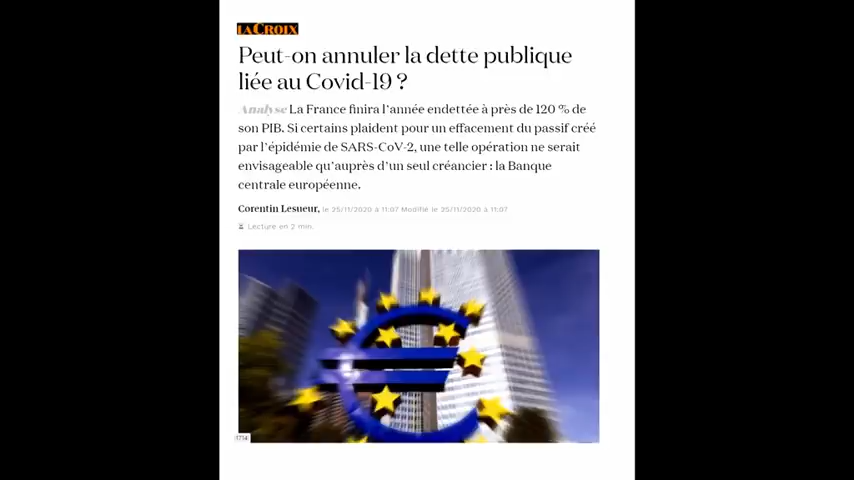 LA CROIX
Peut-on annuler la dette publique
liée au Covid-19 ?
Analyse La France finira l'année endettée à près de 120 % de
son PIB. Si certains plaident pour un effacement du passif créé
par l'épidémie de SARS-CoV-2, une telle opération ne serait
envisageable qu'auprès d'un seul créancier : la Banque
centrale européenne.
Corentin Lesueur, le 25/11/2020 à 11:07 Modifié le 25/11/2020 à 11:07
Lecture en 2 min.